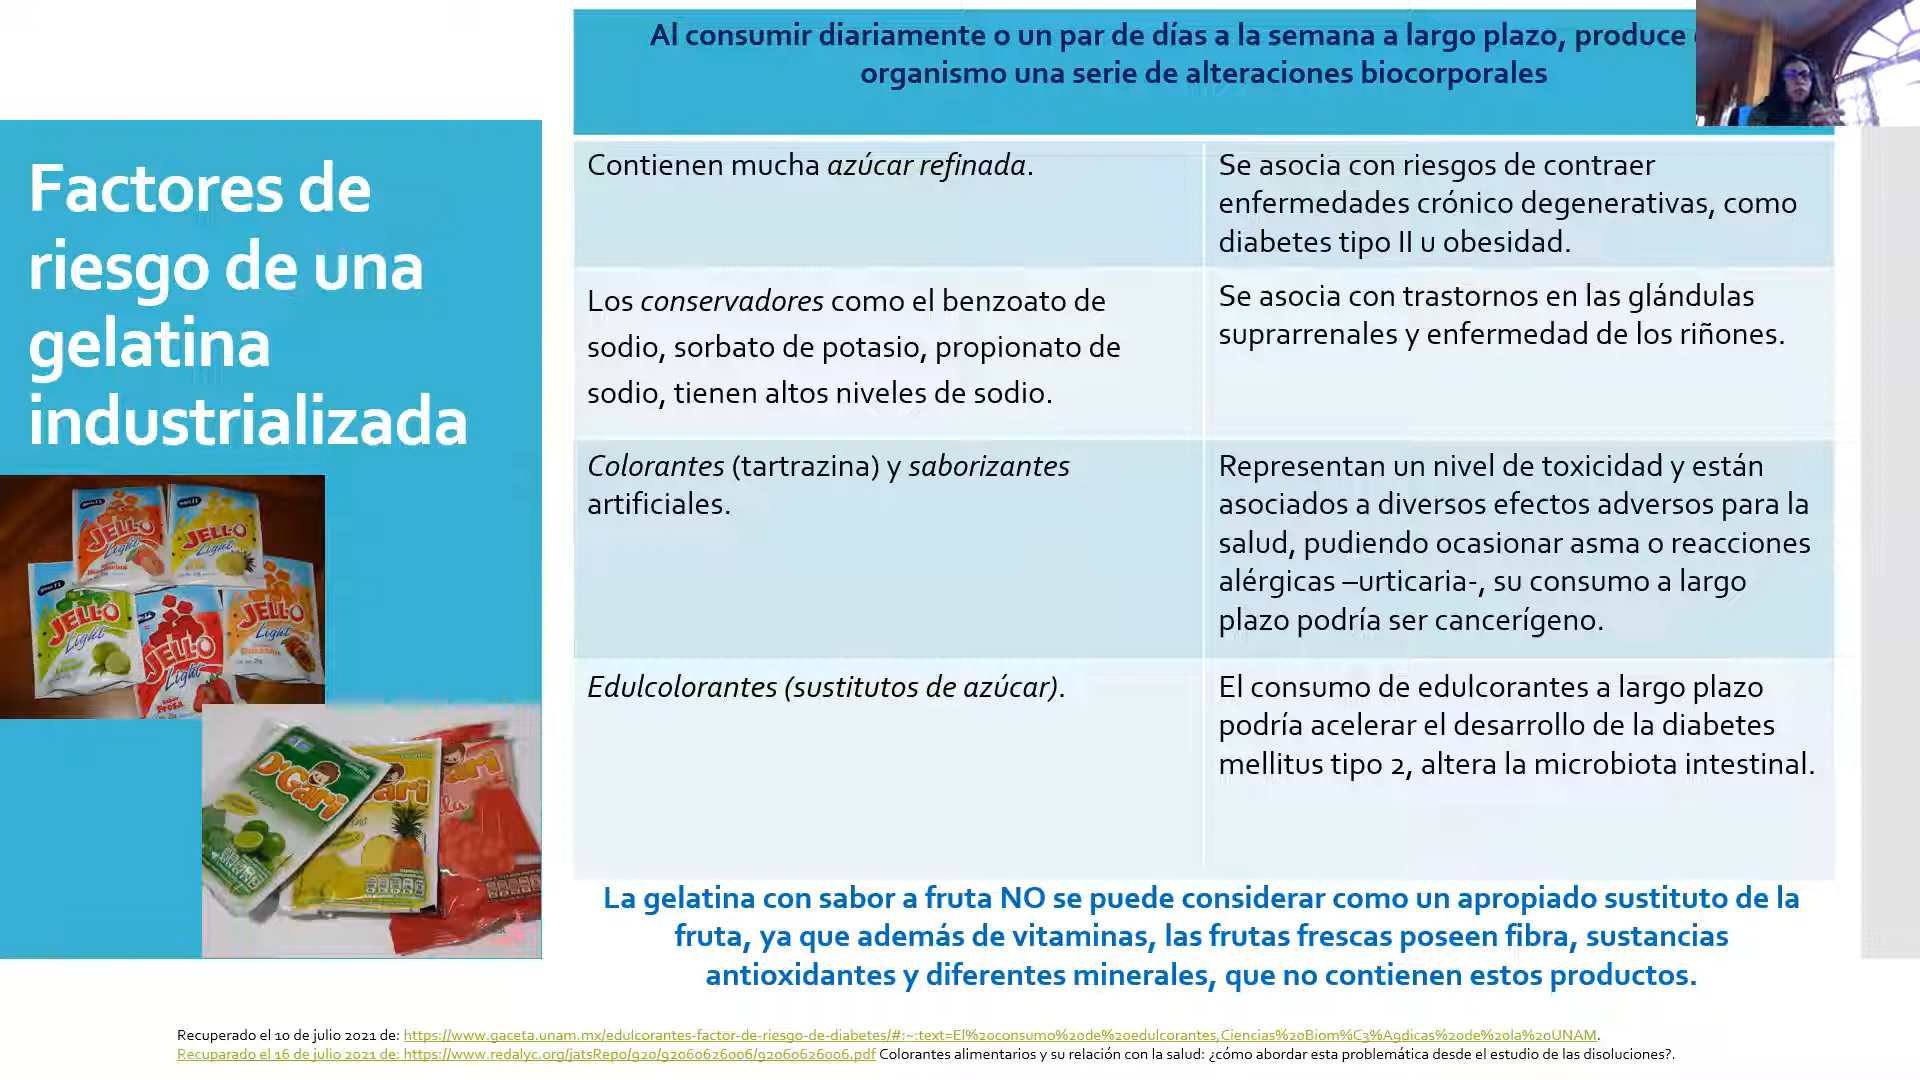 Al consumir diariamente o un par de días a la semana a largo plazo, produce
organismo una serie de alteraciones biocorporales
Factores de
riesgo de una
gelatina
industrializada
Contienen mucha azúcar refinada.
Se asocia con riesgos de contraer
enfermedades crónico degenerativas, como
diabetes tipo II u obesidad.
Los conservadores como el benzoato de
sodio, sorbato de potasio, propionato de
sodio, tienen altos niveles de sodio.
Se asocia con trastornos en las glándulas
suprarrenales y enfermedad de los riñones.
Colorantes (tartrazina) y saborizantes
artificiales.
Representan un nivel de toxicidad y están
asociados a diversos efectos adversos para la
salud, pudiendo ocasionar asma o reacciones
alérgicas –urticaria-, su consumo a largo
plazo podría ser cancerígeno.
Edulcolorantes (sustitutos de azúcar).
El consumo de edulcorantes a largo plazo
podría acelerar el desarrollo de la diabetes
mellitus tipo 2, altera la microbiota intestinal.
JELL-O
Light
JELL-O
Light
JELL-O
Light
JELL-O
Light
JELL-O
Light
Fresa
D'Gari
Limón
Gari
Gari
La gelatina con sabor a fruta NO se puede considerar como un apropiado sustituto de la
fruta, ya que además de vitaminas, las frutas frescas poseen fibra, sustancias
antioxidantes y diferentes minerales, que no contienen estos productos.
Recuperado el 10 de julio 2021 de: https://www.gaceta.unam.mx/edulcorantes-factor-de-riesgo-de-diabetes/#:~:text=El%20consumo%20de%20edulcorantes,Ciencias%20Biom%C3%A9dicas%20de%20la%20UNAM.
Recuparado el 16 de julio 2021 de: https://www.redalyc.org/jatsRepo/920/92060626006/92060626006.pdf Colorantes alimentarios y su relación con la salud: ¿cómo abordar esta problemática desde el estudio de las disoluciones?.